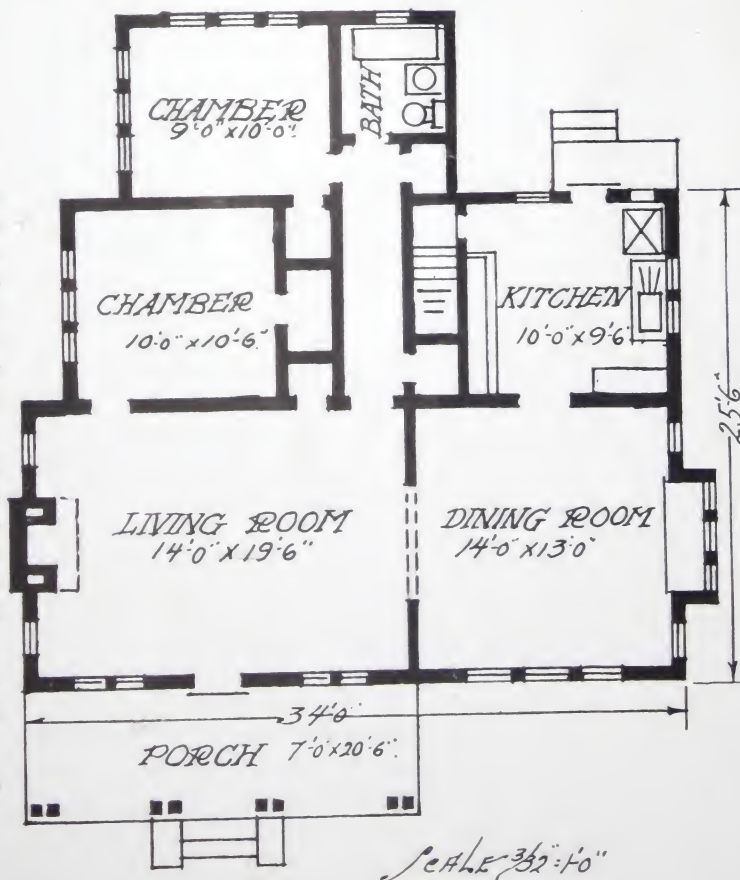 CHAMBER
9'-0" x 10'-0"
BATH
CHAMBER
10'-0" x 10'-6"
KITCHEN
10'-0" x 9'-6"
25'6"
LIVING ROOM
14'-0" x 19'-6"
DINING ROOM
14'-0" x 13'-0"
34'-0"
PORCH 7'-0" x 20'-6"
SCALE 3/32" = 1'-0"